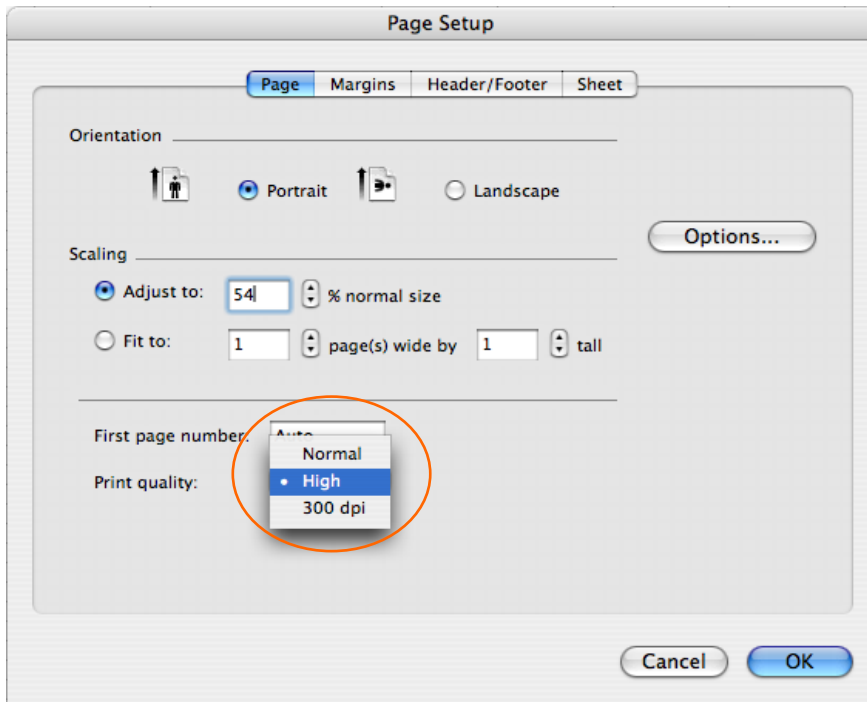 Page Setup
Page Margins Header/Footer Sheet
Orientation
Portrait Landscape
Options...
Scaling
Adjust to: 54 % normal size
Fit to: 1 page(s) wide by 1 tall
First page number: Auto
Normal
Print quality: • High
300 dpi
Cancel OK